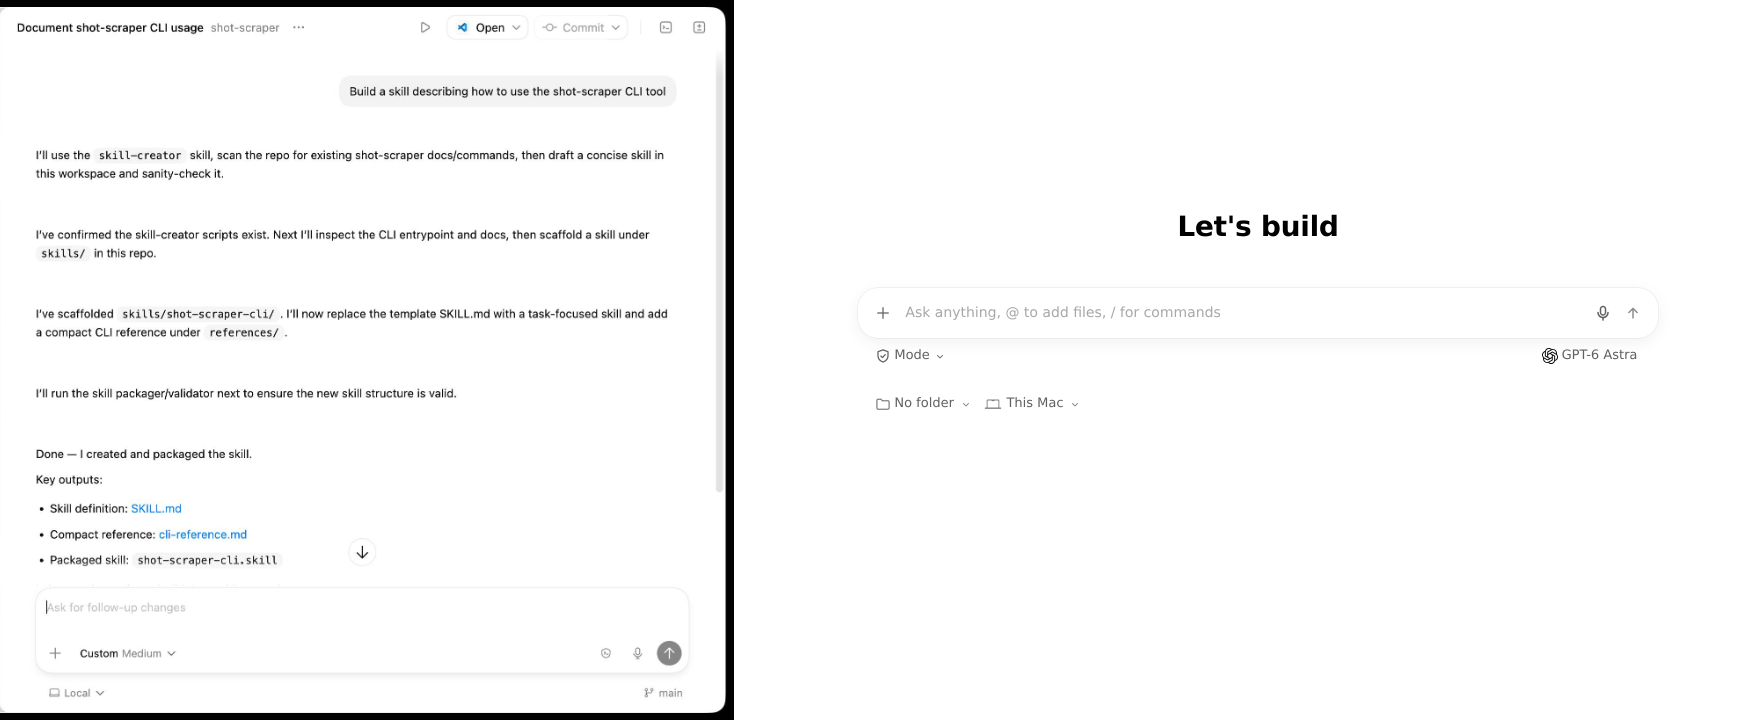 Document shot-scraper CLI usage shot-scraper ···
Open
Commit
Build a skill describing how to use the shot-scraper CLI tool
I'll use the skill-creator skill, scan the repo for existing shot-scraper docs/commands, then draft a concise skill in
this workspace and sanity-check it.
I've confirmed the skill-creator scripts exist. Next I'll inspect the CLI entrypoint and docs, then scaffold a skill under
skills/ in this repo.
I've scaffolded skills/shot-scraper-cli/ . I'll now replace the template SKILL.md with a task-focused skill and add
a compact CLI reference under references/ .
I'll run the skill packager/validator next to ensure the new skill structure is valid.
Done — I created and packaged the skill.
Key outputs:
• Skill definition: SKILL.md
• Compact reference: cli-reference.md
• Packaged skill: shot-scraper-cli.skill
Ask for follow-up changes
Custom Medium
Local
main
Let's build
Ask anything, @ to add files, / for commands
Mode
GPT-6 Astra
No folder
This Mac